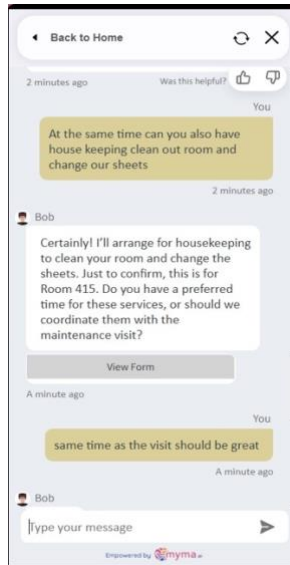 Back to Home
2 minutes ago
Was this helpful?
You
At the same time can you also have
house keeping clean out room and
change our sheets
2 minutes ago
Bob
Certainly! I'll arrange for housekeeping
to clean your room and change the
sheets. Just to confirm, this is for
Room 415. Do you have a preferred
time for these services, or should we
coordinate them with the
maintenance visit?
View Form
A minute ago
You
same time as the visit should be great
A minute ago
Bob
Type your message
Empowered by myma